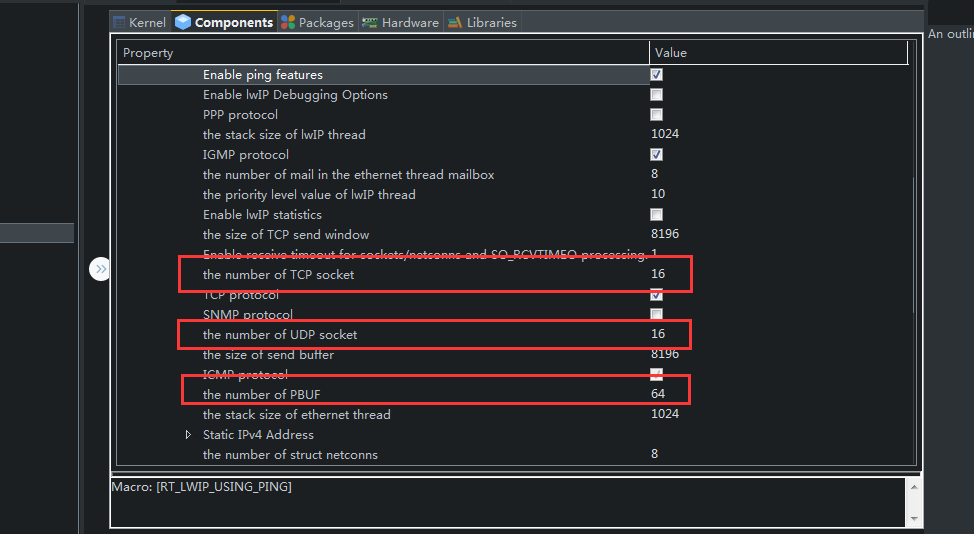 Kernel Components Packages Hardware Libraries
An outli
Property Value
Enable ping features
Enable lwIP Debugging Options
PPP protocol
the stack size of lwIP thread 1024
IGMP protocol
the number of mail in the ethernet thread mailbox 8
the priority level value of lwIP thread 10
Enable lwIP statistics
the size of TCP send window 8196
Enable receive timeout for sockets/netconns and SO_RCVTIMEO processing. 1
the number of TCP socket 16
TCP protocol
SNMP protocol
the number of UDP socket 16
the size of send buffer 8196
ICMP protocol
the number of PBUF 64
the stack size of ethernet thread 1024
Static IPv4 Address
the number of struct netconns 8
Macro: [RT_LWIP_USING_PING]